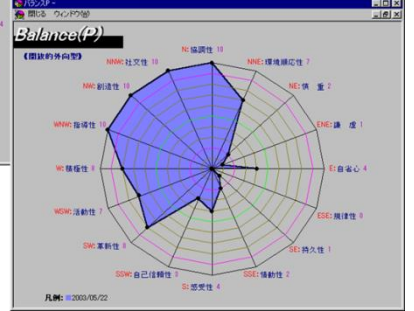 バランスP -
閉じる ウィンドウ(W)
Balance(P)
《開放的外向型》
N:協調性 10
NNW:社交性 10
NNE:環境順応性 7
NW:創造性 10
NE:慎 重 2
WNW:指導性 10
ENE:謙 虚 1
W:積極性 8
E:自省心 4
WSW:活動性 7
ESE:規律性 0
SW:革新性 8
SE:持久性 1
SSW:自己信頼性 3
SSE:情動性 2
S:感受性 4
凡例: 2003/05/22